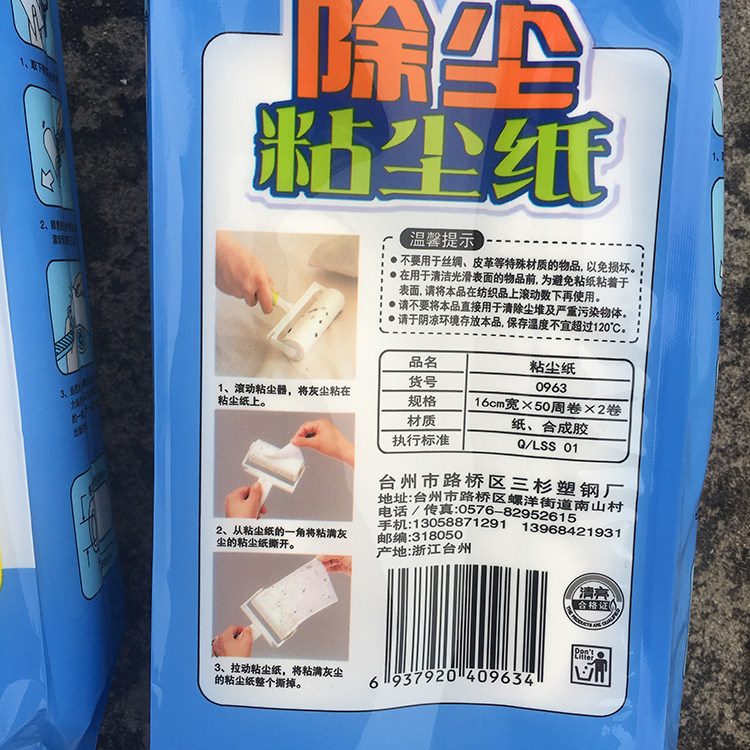 除尘
粘尘纸
温馨提示
●不要用于丝绸、皮革等特殊材质的物品,以免损坏。
●在用于清洁光滑表面的物品前,为避免粘纸粘着于
表面,请将本品在纺织品上滚动数下再使用。
●请不要将本品直接用于清除尘堆及严重污染物体。
●请于阴凉环境存放本品,保存温度不宜超过120℃。
品名 粘尘纸
货号 0963
规格 16cm宽×50周卷×2卷
材质 纸、合成胶
执行标准 Q/LSS 01
台州市路桥区三杉塑钢厂
地址:台州市路桥区螺洋街道南山村
电话/传真:0576-82952615
手机:13058871291 13968421931
邮编:318050
产地:浙江台州
1、滚动粘尘器,将灰尘粘在
粘尘纸上。
2、从粘尘纸的一角将粘满灰
尘的粘尘纸撕开。
3、拉动粘尘纸,将粘满灰尘
的粘尘纸整个撕掉。
清亮
合格证
THE PRODUCTS ARE QUALIFIED
Don't
Litter
6 937920 409634